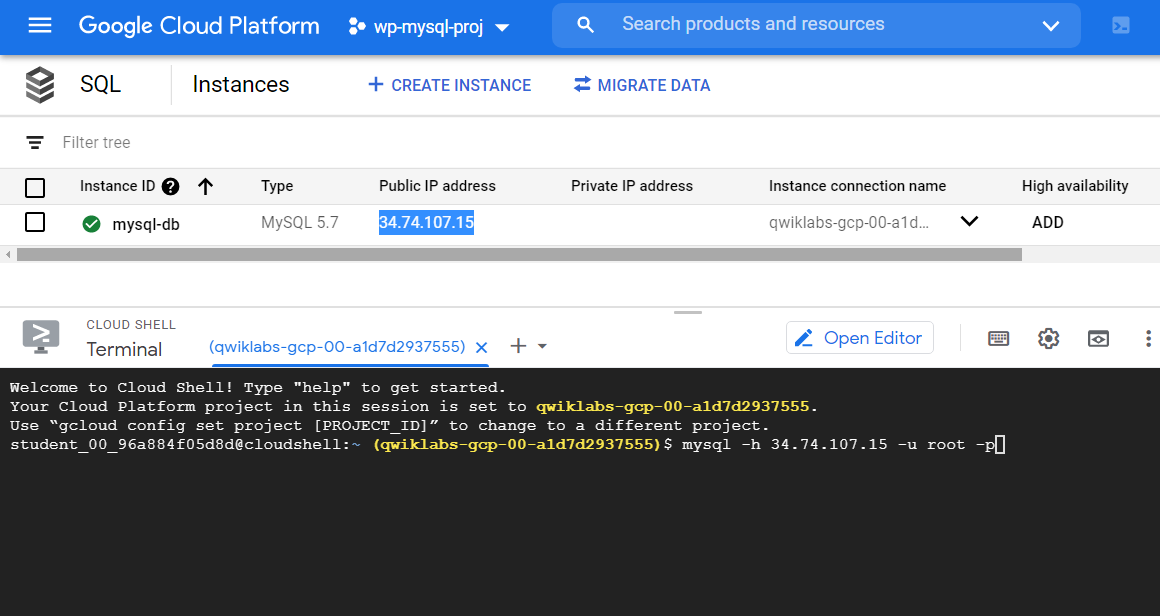 Google Cloud Platform wp-mysql-proj Search products and resources
SQL Instances + CREATE INSTANCE MIGRATE DATA
Filter tree
Instance ID ? Type Public IP address Private IP address Instance connection name High availability
mysql-db MySQL 5.7 34.74.107.15 qwiklabs-gcp-00-a1d... ADD
CLOUD SHELL
Terminal (qwiklabs-gcp-00-a1d7d2937555) Open Editor
Welcome to Cloud Shell! Type "help" to get started.
Your Cloud Platform project in this session is set to qwiklabs-gcp-00-a1d7d2937555.
Use “gcloud config set project [PROJECT_ID]” to change to a different project.
student_00_96a884f05d8d@cloudshell:~ (qwiklabs-gcp-00-a1d7d2937555)$ mysql -h 34.74.107.15 -u root -p